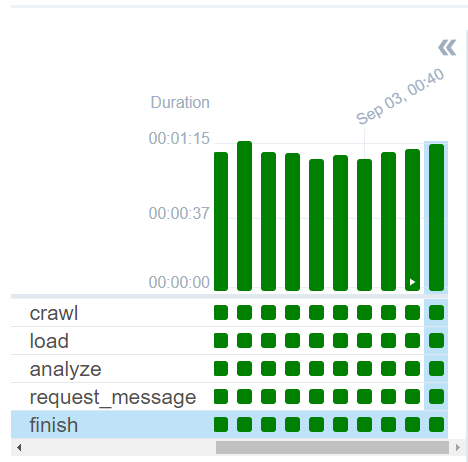 Sep 03, 00:40
Duration
00:01:15
00:00:37
00:00:00
crawl
load
analyze
request_message
finish